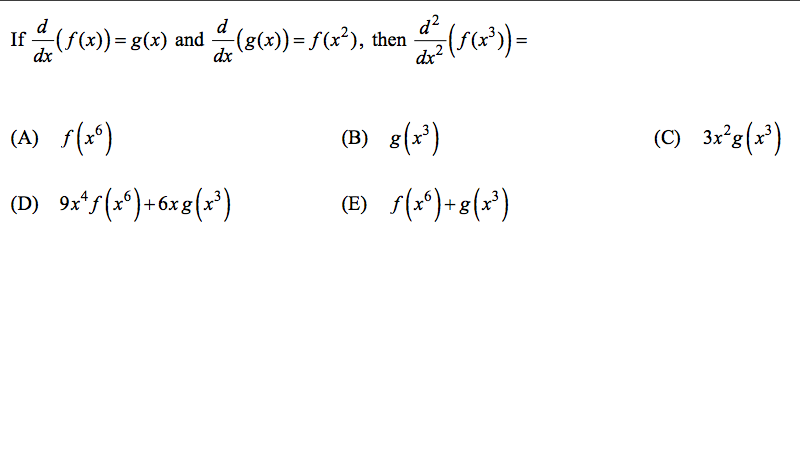 If d/dx (f(x)) = g(x) and d/dx (g(x)) = f(x²), then d²/dx² (f(x³)) =
(A) f(x⁶) (B) g(x³) (C) 3x²g(x³)
(D) 9x⁴f(x⁶)+6xg(x³) (E) f(x⁶)+g(x³)